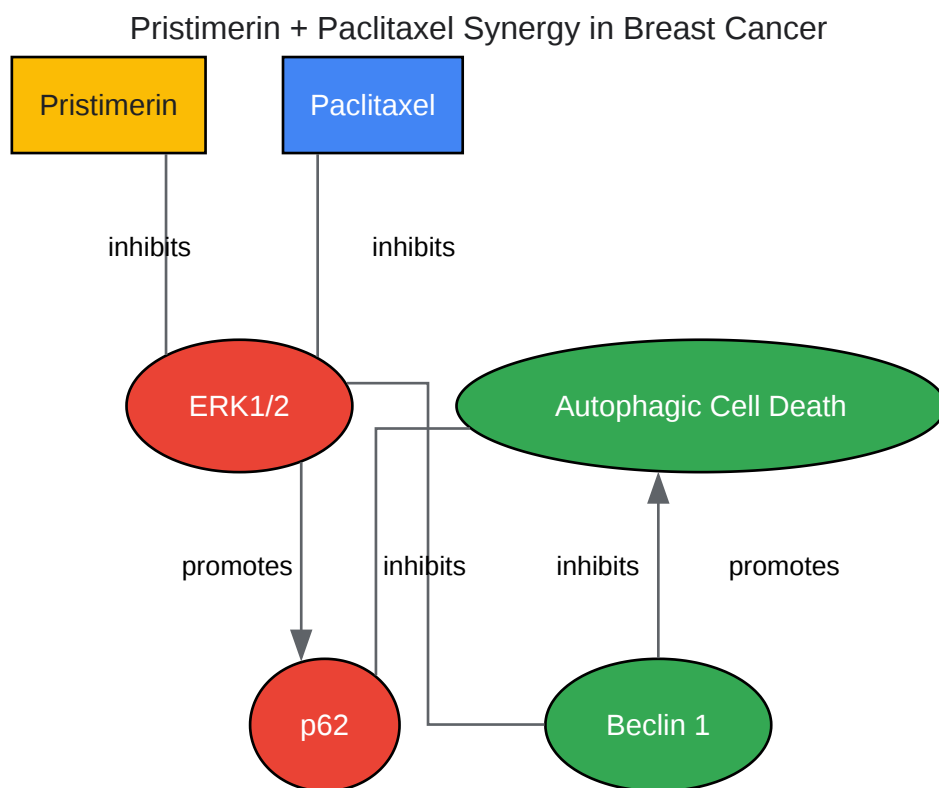 Pristimerin + Paclitaxel Synergy in Breast Cancer
Pristimerin
Paclitaxel
inhibits
inhibits
ERK1/2
Autophagic Cell Death
promotes
inhibits
inhibits
promotes
p62
Beclin 1